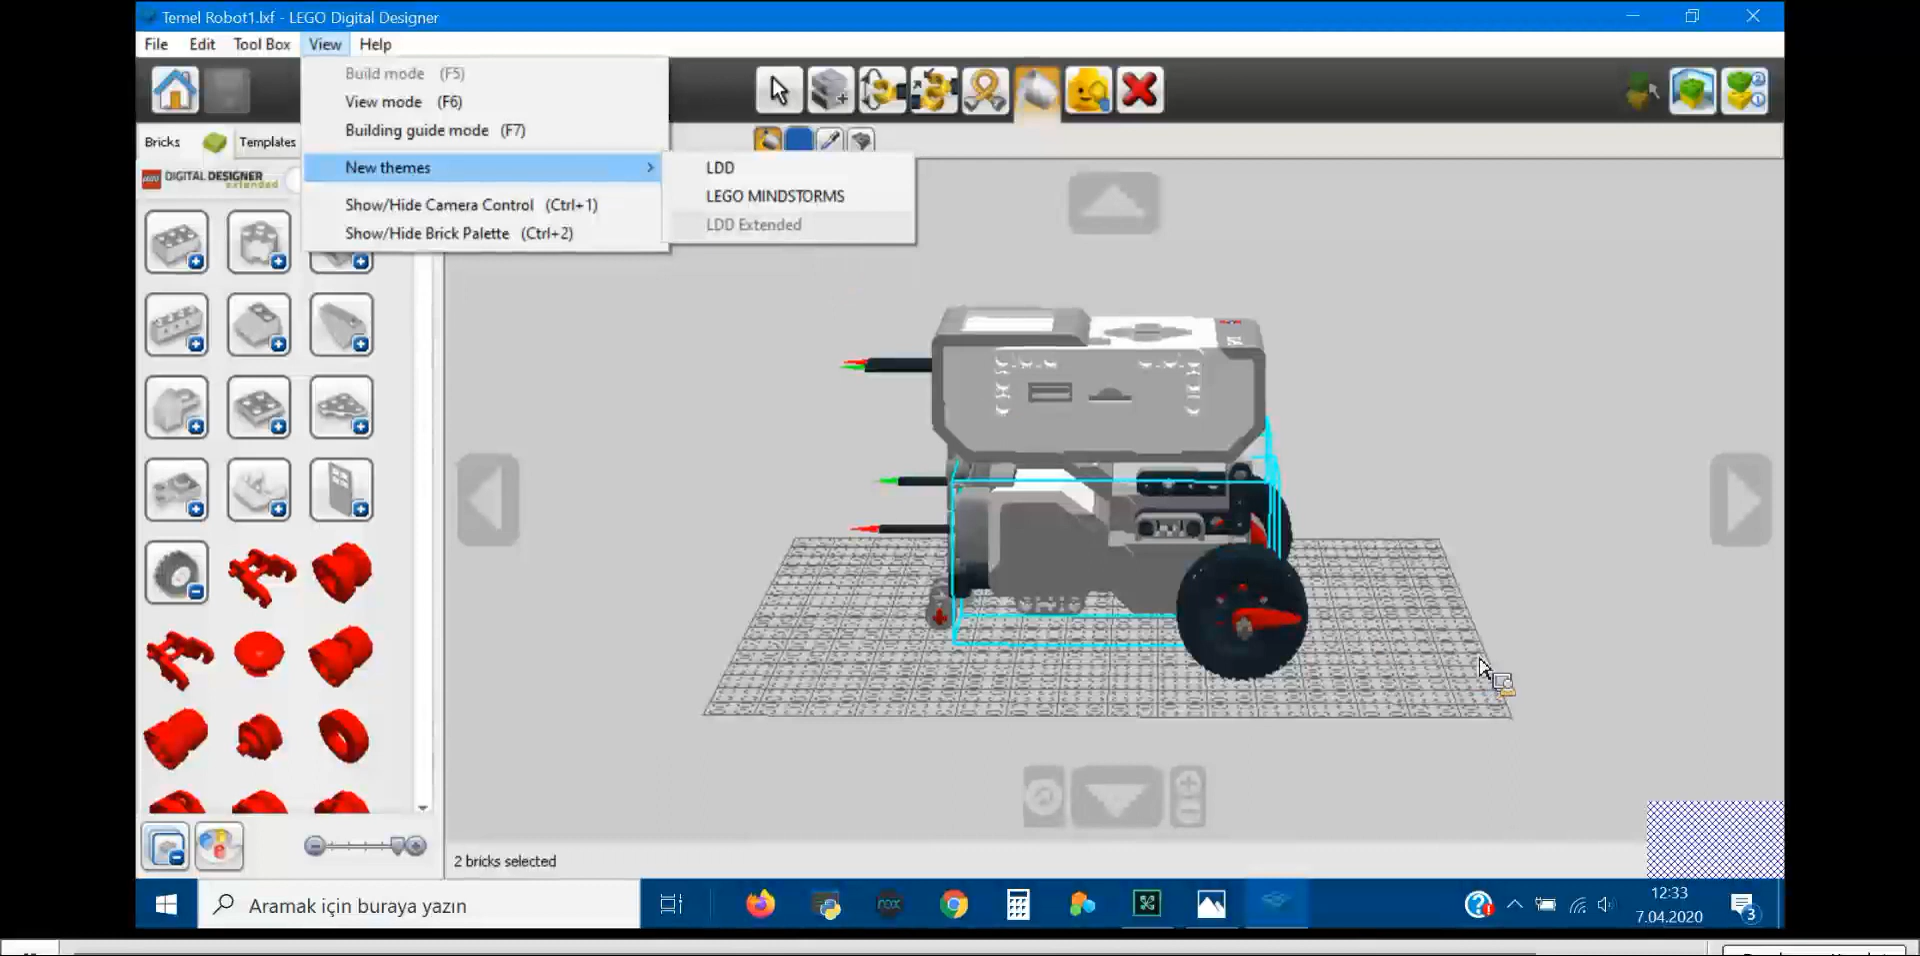 Temel Robot1.lxf - LEGO Digital Designer
File Edit Tool Box View Help
Build mode (F5)
View mode (F6)
Building guide mode (F7)
New themes
Show/Hide Camera Control (Ctrl+1)
Show/Hide Brick Palette (Ctrl+2)
LDD
LEGO MINDSTORMS
LDD Extended
Bricks Templates
DIGITAL DESIGNER
extended
2 bricks selected
Aramak için buraya yazın
nox
12:33
7.04.2020
3